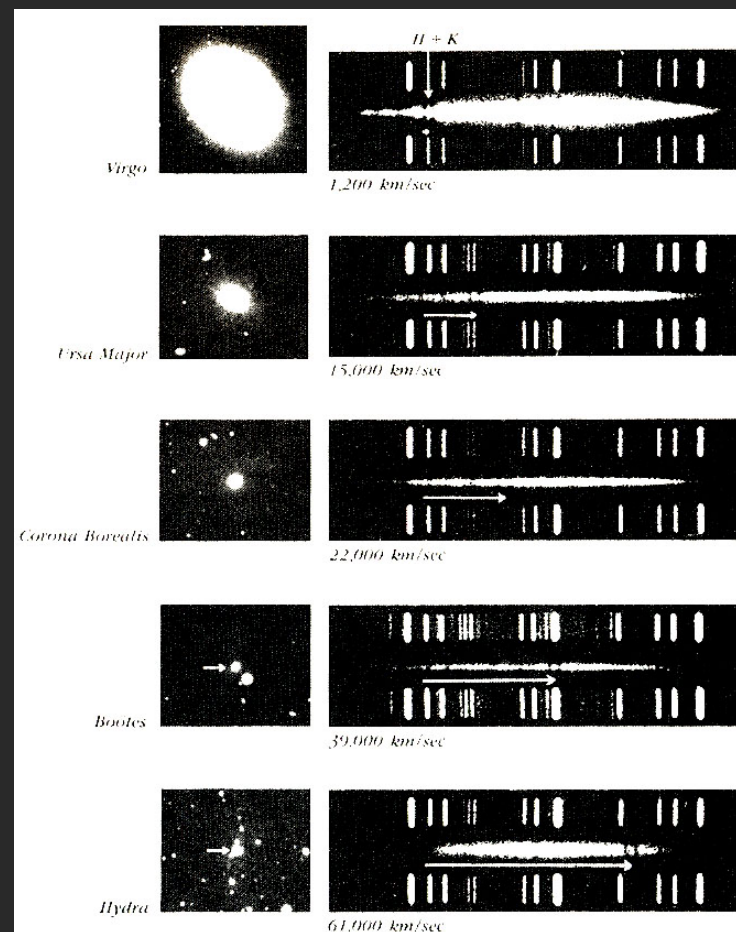 H + K
Virgo
1,200 km/sec
Ursa Major
15,000 km/sec
Corona Borealis
22,000 km/sec
Bootes
39,000 km/sec
Hydra
61,000 km/sec